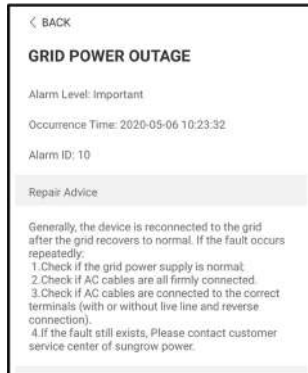 < BACK
GRID POWER OUTAGE
Alarm Level: Important
Occurrence Time: 2020-05-06 10:23:32
Alarm ID: 10
Repair Advice
Generally, the device is reconnected to the grid
after the grid recovers to normal. If the fault occurs
repeatedly:
1.Check if the grid power supply is normal;
2.Check if AC cables are all firmly connected.
3.Check if AC cables are connected to the correct
terminals (with or without live line and reverse
connection).
4.If the fault still exists, Please contact customer
service center of sungrow power.